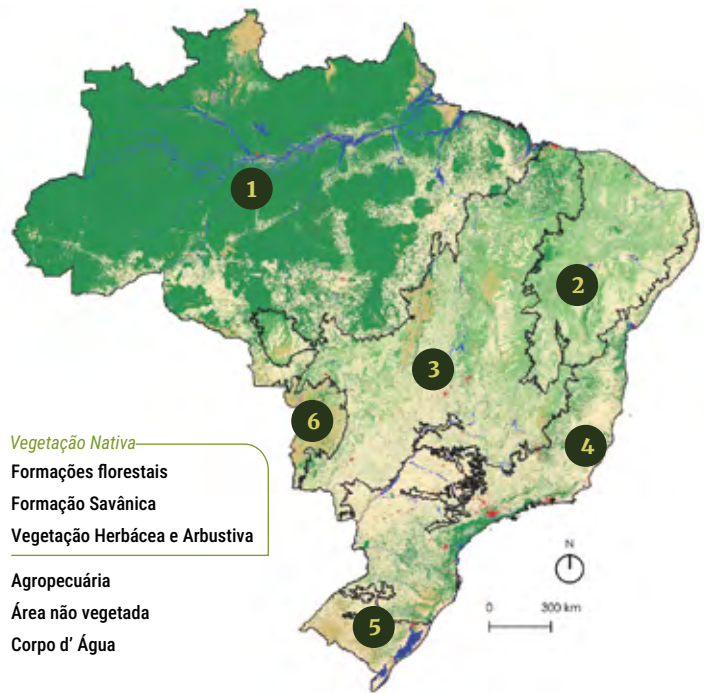 1
2
3
6
4
Vegetação Nativa
Formações florestais
Formação Savânica
Vegetação Herbácea e Arbustiva
Agropecuária
Área não vegetada
Corpo d’ Água
N
0 300 km
5